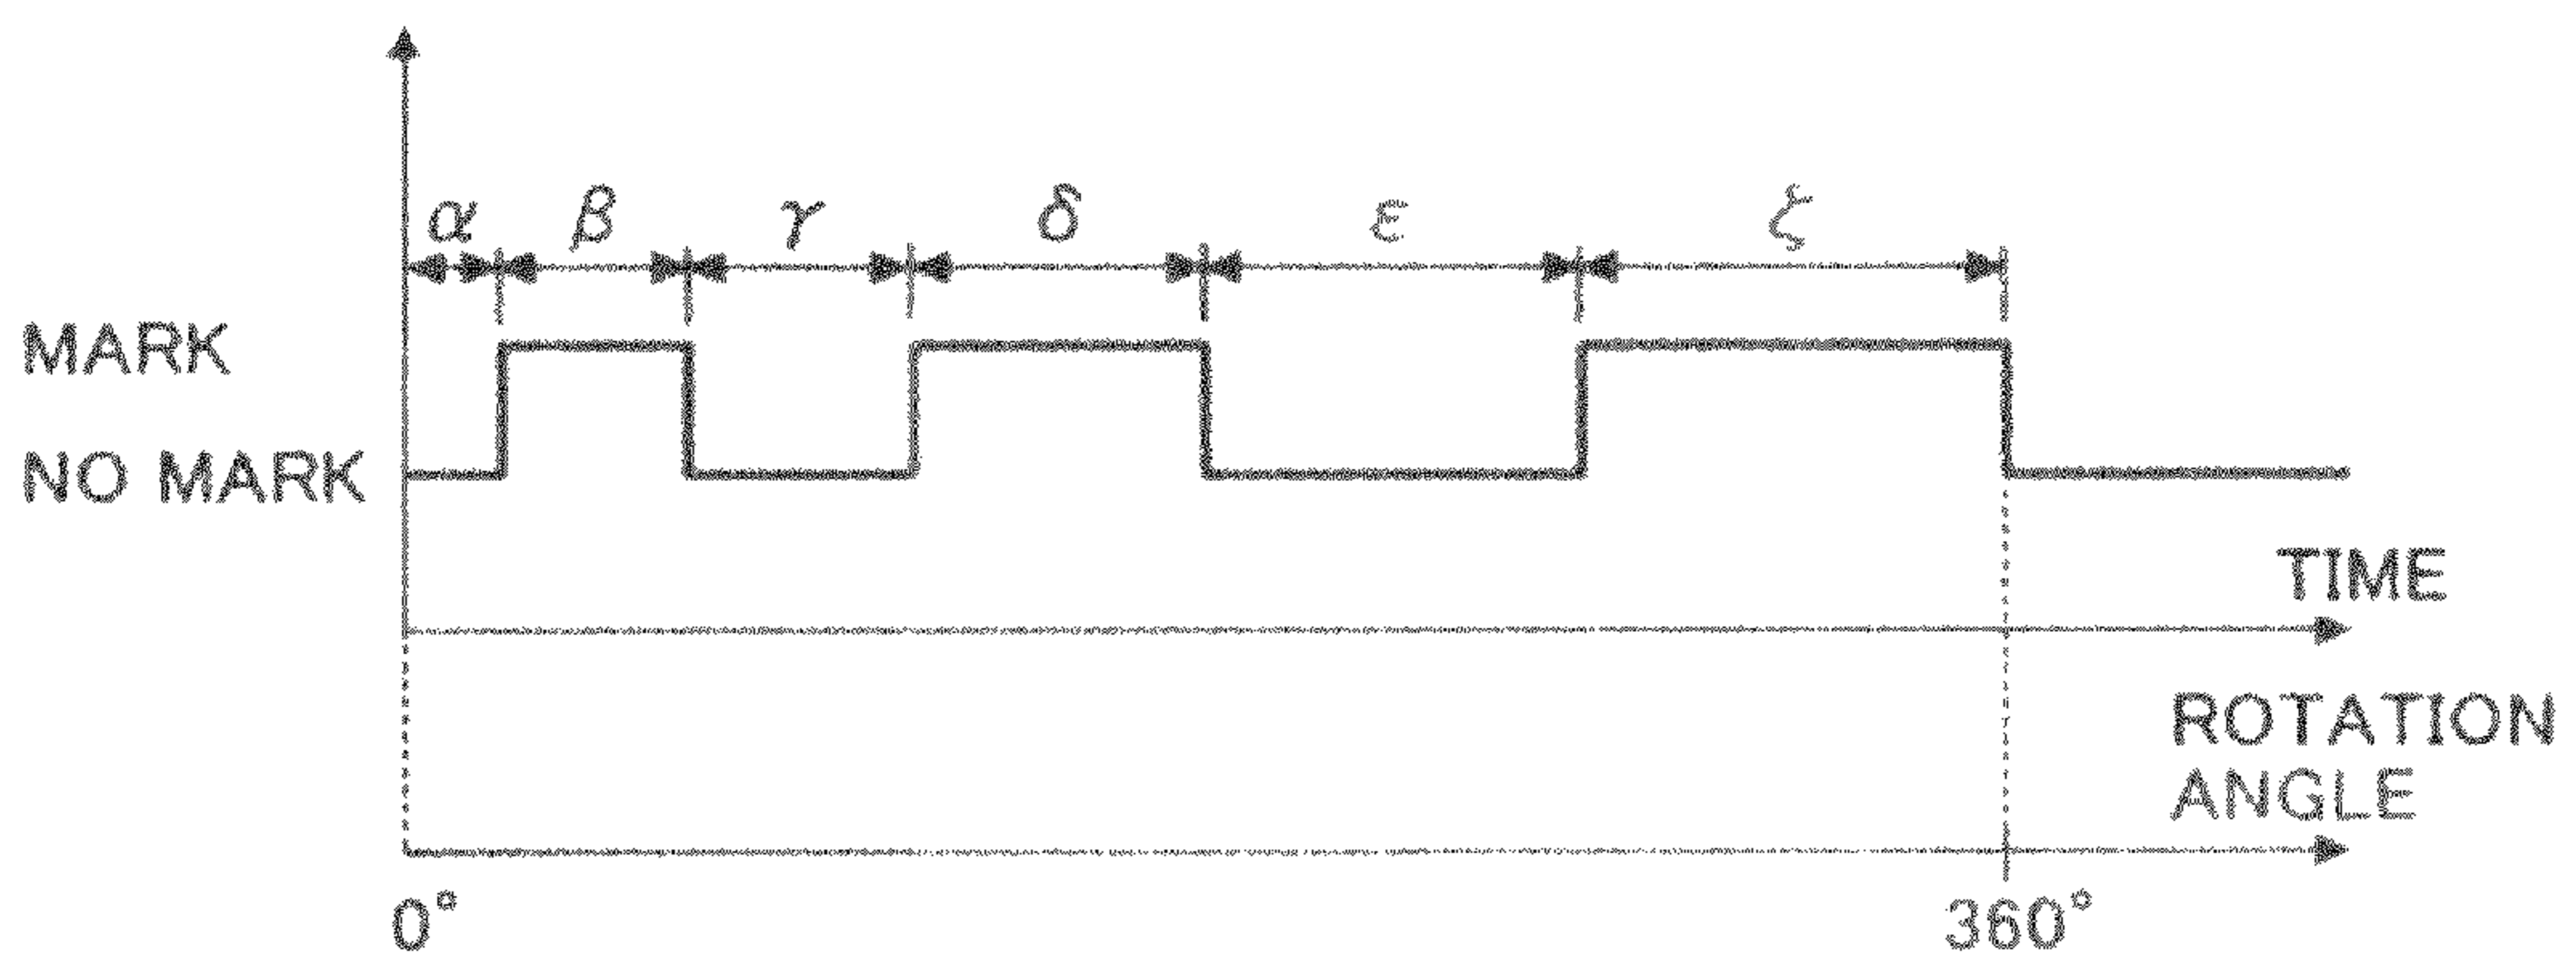 α β γ δ ε ζ
MARK
NO MARK
TIME
ROTATION
ANGLE
0° 360°